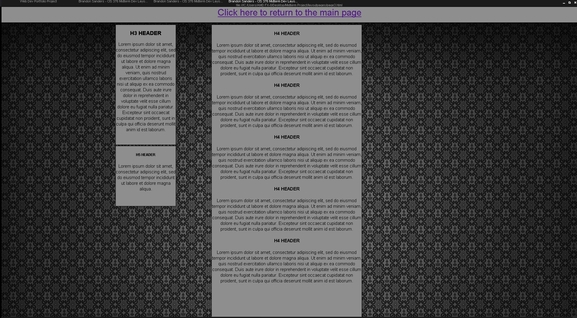 Click here to return to the main page
H3 HEADER
Lorem ipsum dolor sit amet,
consectetur adipisicing elit, sed
do eiusmod tempor incididunt ut
labore et dolore magna aliqua.
Ut enim ad minim veniam,
quis nostrud exercitation
ullamco laboris nisi ut aliquip ex ea commodo
consequat. Duis aute irure
dolor in reprehenderit in
voluptate velit esse cillum
dolore eu fugiat nulla pariatur.
Excepteur sint occaecat
cupidatat non proident, sunt in
culpa qui officia deserunt mollit
anim id est laborum.
H5 HEADER
Lorem ipsum dolor sit amet,
consectetur adipisicing elit, sed
do eiusmod tempor incididunt
ut labore et dolore magna
aliqua.
H4 HEADER
Lorem ipsum dolor sit amet, consectetur adipisicing elit, sed do eiusmod
tempor incididunt ut labore et dolore magna aliqua. Ut enim ad minim veniam,
quis nostrud exercitation ullamco laboris nisi ut aliquip ex ea commodo
consequat. Duis aute irure dolor in reprehenderit in voluptate velit esse cillum
dolore eu fugiat nulla pariatur. Excepteur sint occaecat cupidatat non
proident, sunt in culpa qui officia deserunt mollit anim id est laborum.
H4 HEADER
Lorem ipsum dolor sit amet, consectetur adipisicing elit, sed do eiusmod
tempor incididunt ut labore et dolore magna aliqua. Ut enim ad minim veniam,
quis nostrud exercitation ullamco laboris nisi ut aliquip ex ea commodo
consequat. Duis aute irure dolor in reprehenderit in voluptate velit esse cillum
dolore eu fugiat nulla pariatur. Excepteur sint occaecat cupidatat non
proident, sunt in culpa qui officia deserunt mollit anim id est laborum.
H4 HEADER
Lorem ipsum dolor sit amet, consectetur adipisicing elit, sed do eiusmod
tempor incididunt ut labore et dolore magna aliqua. Ut enim ad minim veniam,
quis nostrud exercitation ullamco laboris nisi ut aliquip ex ea commodo
consequat. Duis aute irure dolor in reprehenderit in voluptate velit esse cillum
dolore eu fugiat nulla pariatur. Excepteur sint occaecat cupidatat non
proident, sunt in culpa qui officia deserunt mollit anim id est laborum.
H4 HEADER
Lorem ipsum dolor sit amet, consectetur adipisicing elit, sed do eiusmod
tempor incididunt ut labore et dolore magna aliqua. Ut enim ad minim veniam,
quis nostrud exercitation ullamco laboris nisi ut aliquip ex ea commodo
consequat. Duis aute irure dolor in reprehenderit in voluptate velit esse cillum
dolore eu fugiat nulla pariatur. Excepteur sint occaecat cupidatat non
proident, sunt in culpa qui officia deserunt mollit anim id est laborum.
H4 HEADER
Lorem ipsum dolor sit amet, consectetur adipisicing elit, sed do eiusmod
tempor incididunt ut labore et dolore magna aliqua. Ut enim ad minim veniam,
quis nostrud exercitation ullamco laboris nisi ut aliquip ex ea commodo
consequat. Duis aute irure dolor in reprehenderit in voluptate velit esse cillum
dolore eu fugiat nulla pariatur. Excepteur sint occaecat cupidatat non
proident, sunt in culpa qui officia deserunt mollit anim id est laborum.